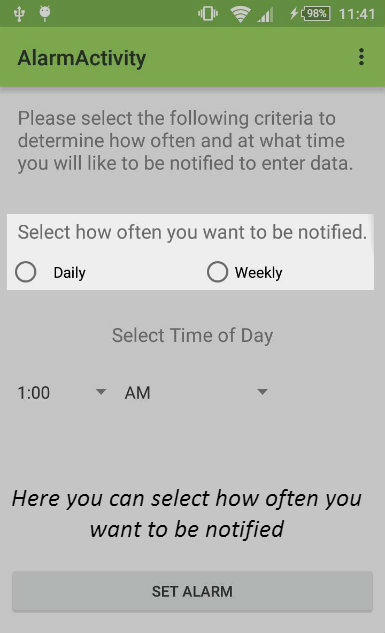 98% 11:41
AlarmActivity
Please select the following criteria to
determine how often and at what time
you will like to be notified to enter data.
Select how often you want to be notified.
Daily Weekly
Select Time of Day
1:00 AM
Here you can select how often you
want to be notified
SET ALARM